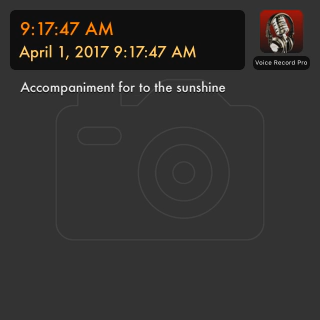 9:17:47 AM
April 1, 2017 9:17:47 AM
Voice Record Pro
Accompaniment for to the sunshine